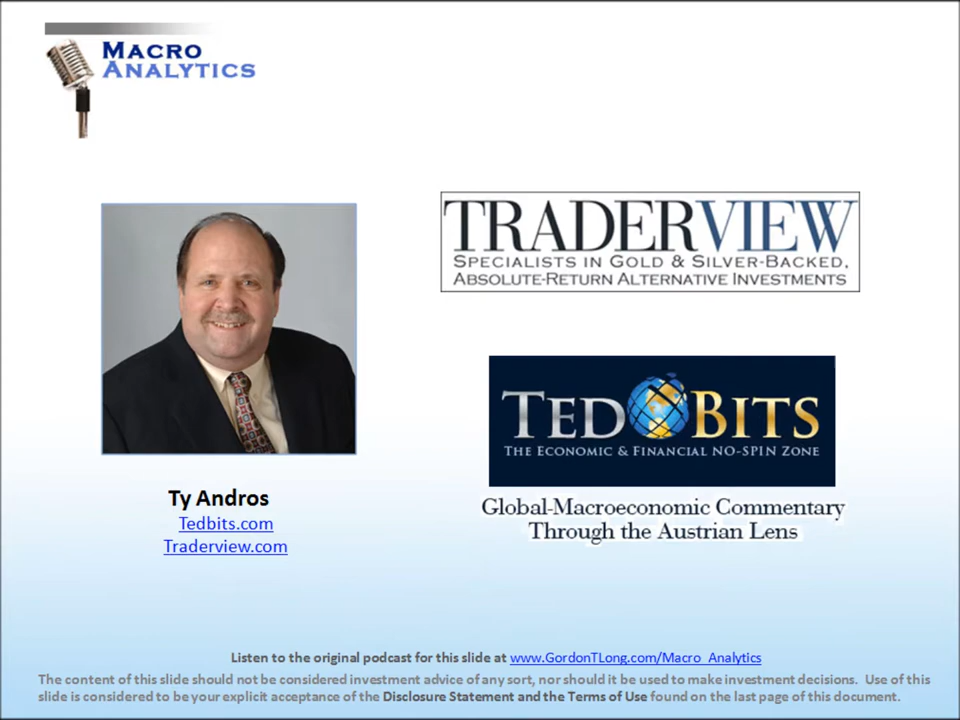 MACRO
ANALYTICS
TRADERVIEW
SPECIALISTS IN GOLD & SILVER-BACKED,
ABSOLUTE-RETURN ALTERNATIVE INVESTMENTS
TED BITS
THE ECONOMIC & FINANCIAL NO-SPIN ZONE
Global-Macroeconomic Commentary
Through the Austrian Lens
Ty Andros
Tedbits.com
Traderview.com
Listen to the original podcast for this slide at www.GordonTLong.com/Macro_Analytics
The content of this slide should not be considered investment advice of any sort, nor should it be used to make investment decisions. Use of this
slide is considered to be your explicit acceptance of the Disclosure Statement and the Terms of Use found on the last page of this document.